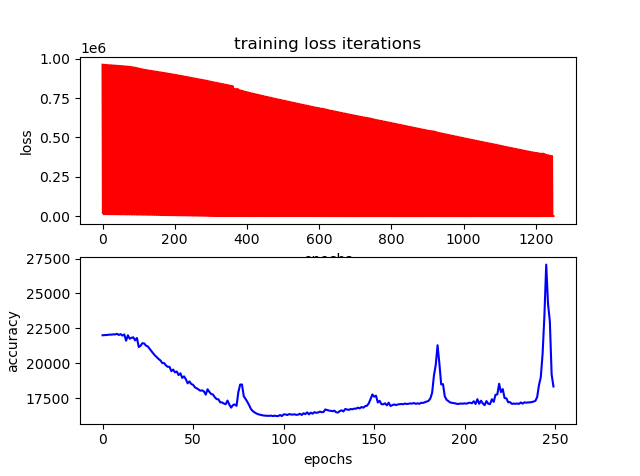 training loss iterations
1e6
1.00
0.75
0.50
0.25
0.00
loss
0 200 400 600 800 1000 1200
epochs
27500
25000
22500
20000
17500
accuracy
0 50 100 150 200 250
epochs